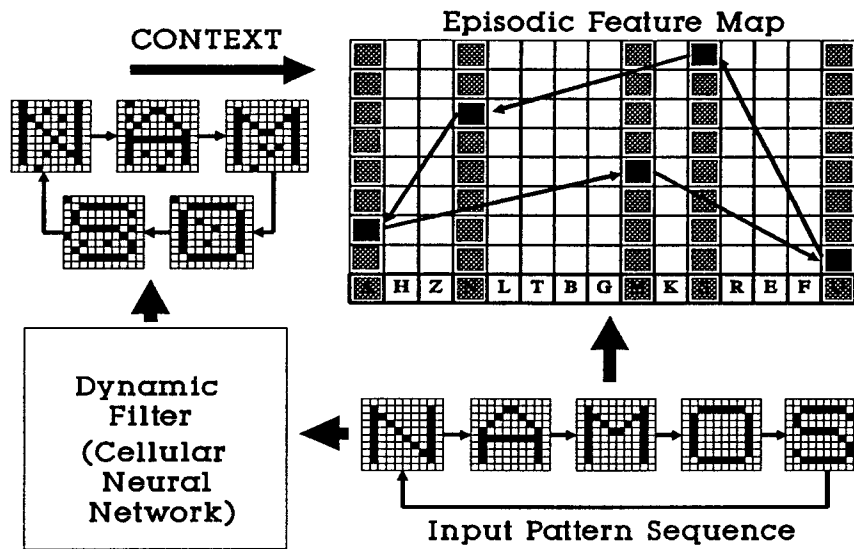 Episodic Feature Map
CONTEXT
N A M
S O
H Z L T B G K R E F
Dynamic
Filter
(Cellular
Neural
Network)
N A M O S
Input Pattern Sequence